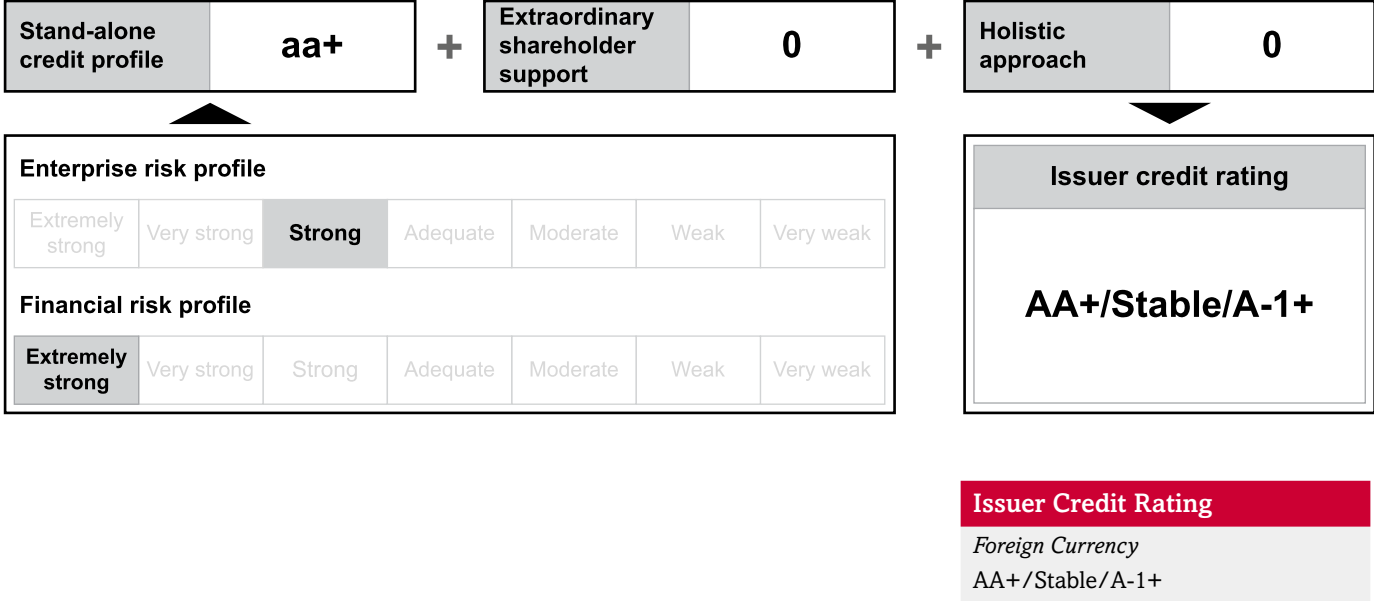 Stand-alone
credit profile
aa+
+
Extraordinary
shareholder
support
0
+
Holistic
approach
0
Enterprise risk profile
Extremely
strong
Very strong
Strong
Adequate
Moderate
Weak
Very weak
Financial risk profile
Extremely
strong
Very strong
Strong
Adequate
Moderate
Weak
Very weak
Issuer credit rating
AA+/Stable/A-1+
Issuer Credit Rating
Foreign Currency
AA+/Stable/A-1+